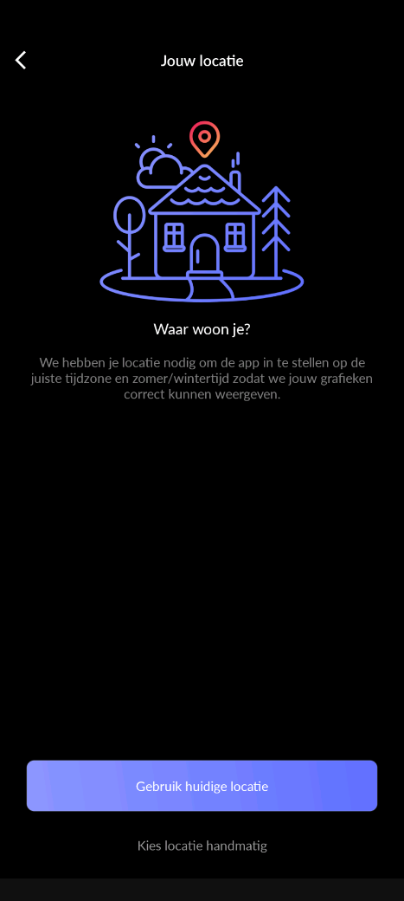 Jouw locatie
Waar woon je?
We hebben je locatie nodig om de app in te stellen op de
juiste tijdzone en zomer/wintertijd zodat we jouw grafieken
correct kunnen weergeven.
Gebruik huidige locatie
Kies locatie handmatig